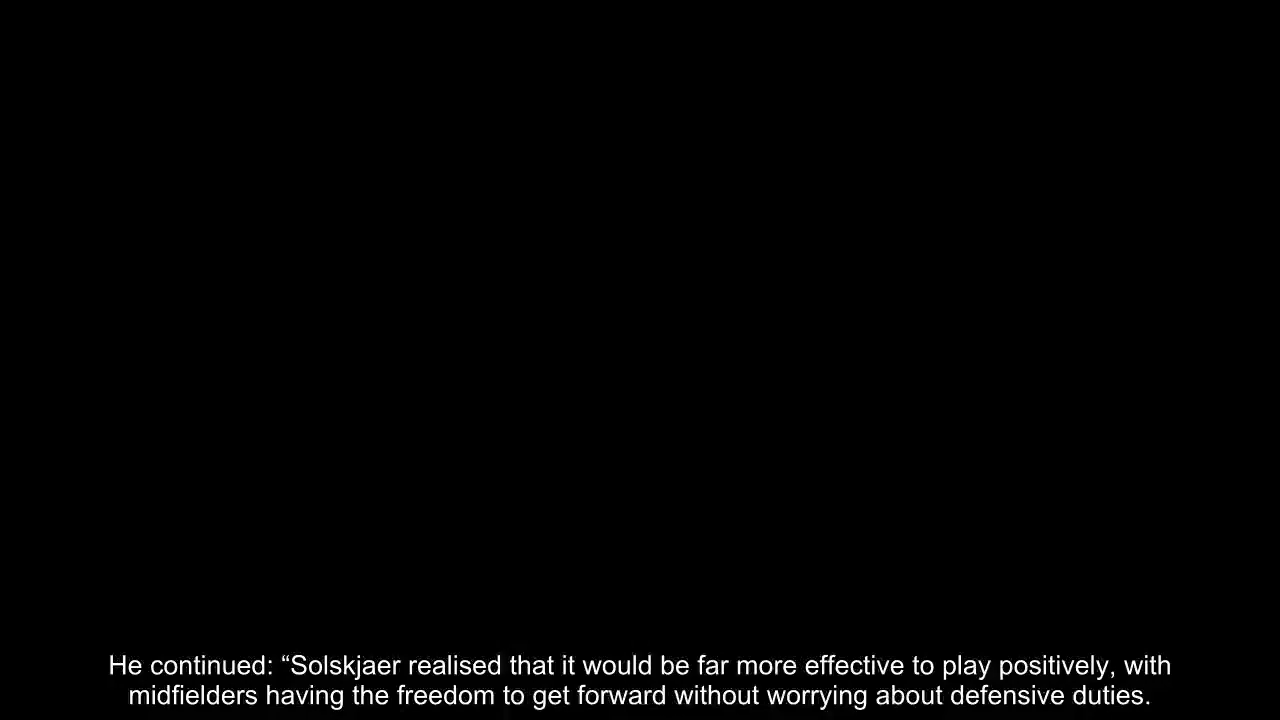 He continued: “Solskjaer realised that it would be far more effective to play positively, with
midfielders having the freedom to get forward without worrying about defensive duties.